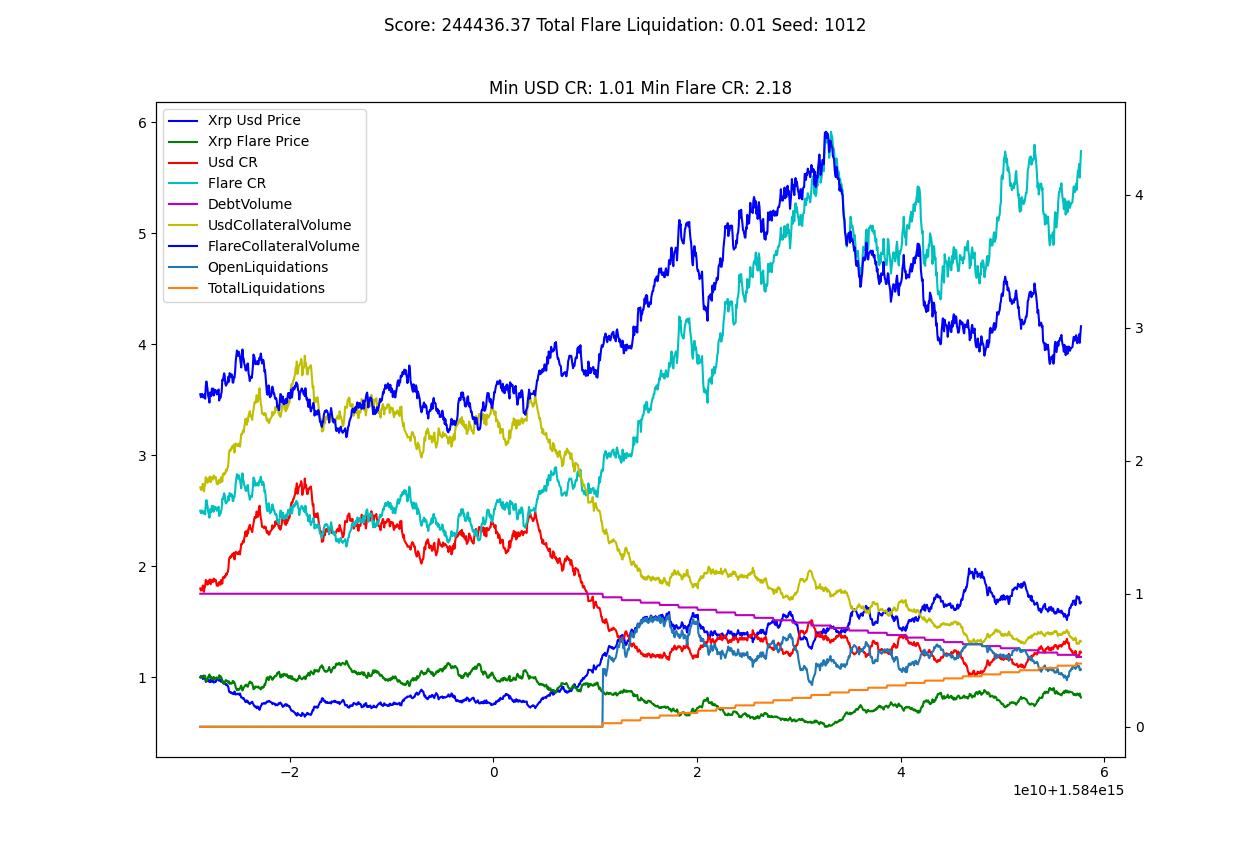 Score: 244436.37 Total Flare Liquidation: 0.01 Seed: 1012
Min USD CR: 1.01 Min Flare CR: 2.18
Xrp Usd Price
Xrp Flare Price
Usd CR
Flare CR
DebtVolume
UsdCollateralVolume
FlareCollateralVolume
OpenLiquidations
TotalLiquidations
6
5
4
3
2
1
4
3
2
1
0
−2
0
2
4
6
1e10+1.584e15